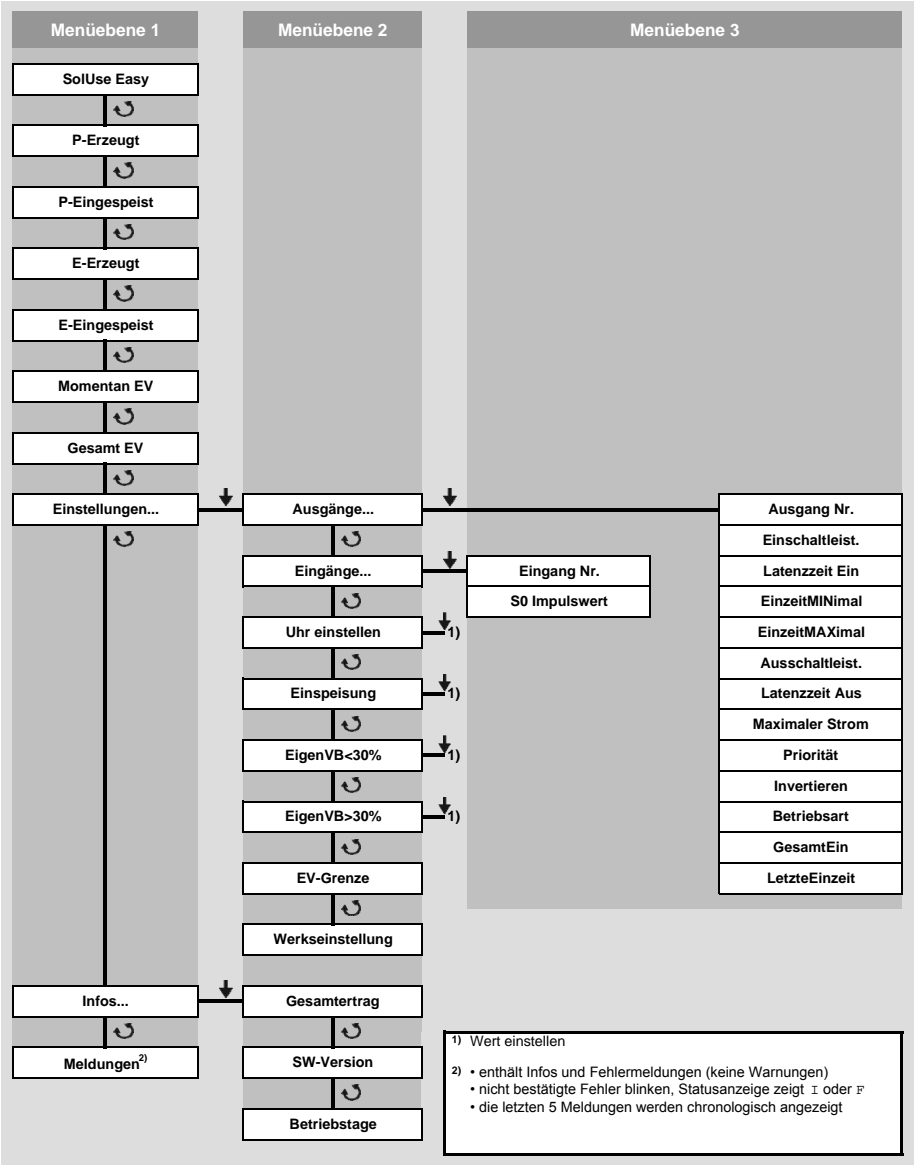 Menüebene 1
Menüebene 2
Menüebene 3
SolUse Easy
P-Erzeugt
P-Eingespeist
E-Erzeugt
E-Eingespeist
Momentan EV
Gesamt EV
Einstellungen...
Infos...
Meldungen2)
Ausgänge...
Eingänge...
Uhr einstellen
1)
Einspeisung
1)
EigenVB<30%
1)
EigenVB>30%
1)
EV-Grenze
Werkseinstellung
Gesamtertrag
SW-Version
Betriebstage
Eingang Nr.
S0 Impulswert
Ausgang Nr.
Einschaltleist.
Latenzzeit Ein
EinzeitMINimal
EinzeitMAXimal
Ausschaltleist.
Latenzzeit Aus
Maximaler Strom
Priorität
Invertieren
Betriebsart
GesamtEin
LetzteEinzeit
1) Wert einstellen
2) • enthält Infos und Fehlermeldungen (keine Warnungen)
• nicht bestätigte Fehler blinken, Statusanzeige zeigt I oder F
• die letzten 5 Meldungen werden chronologisch angezeigt